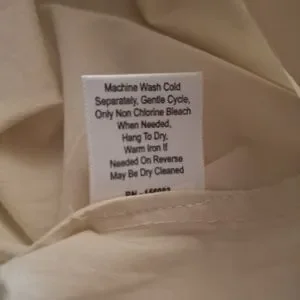 Machine Wash Cold
Separately, Gentle Cycle,
Only Non Chlorine Bleach
When Needed,
Hang To Dry,
Warm Iron If
Needed On Reverse
May Be Dry Cleaned
RN -